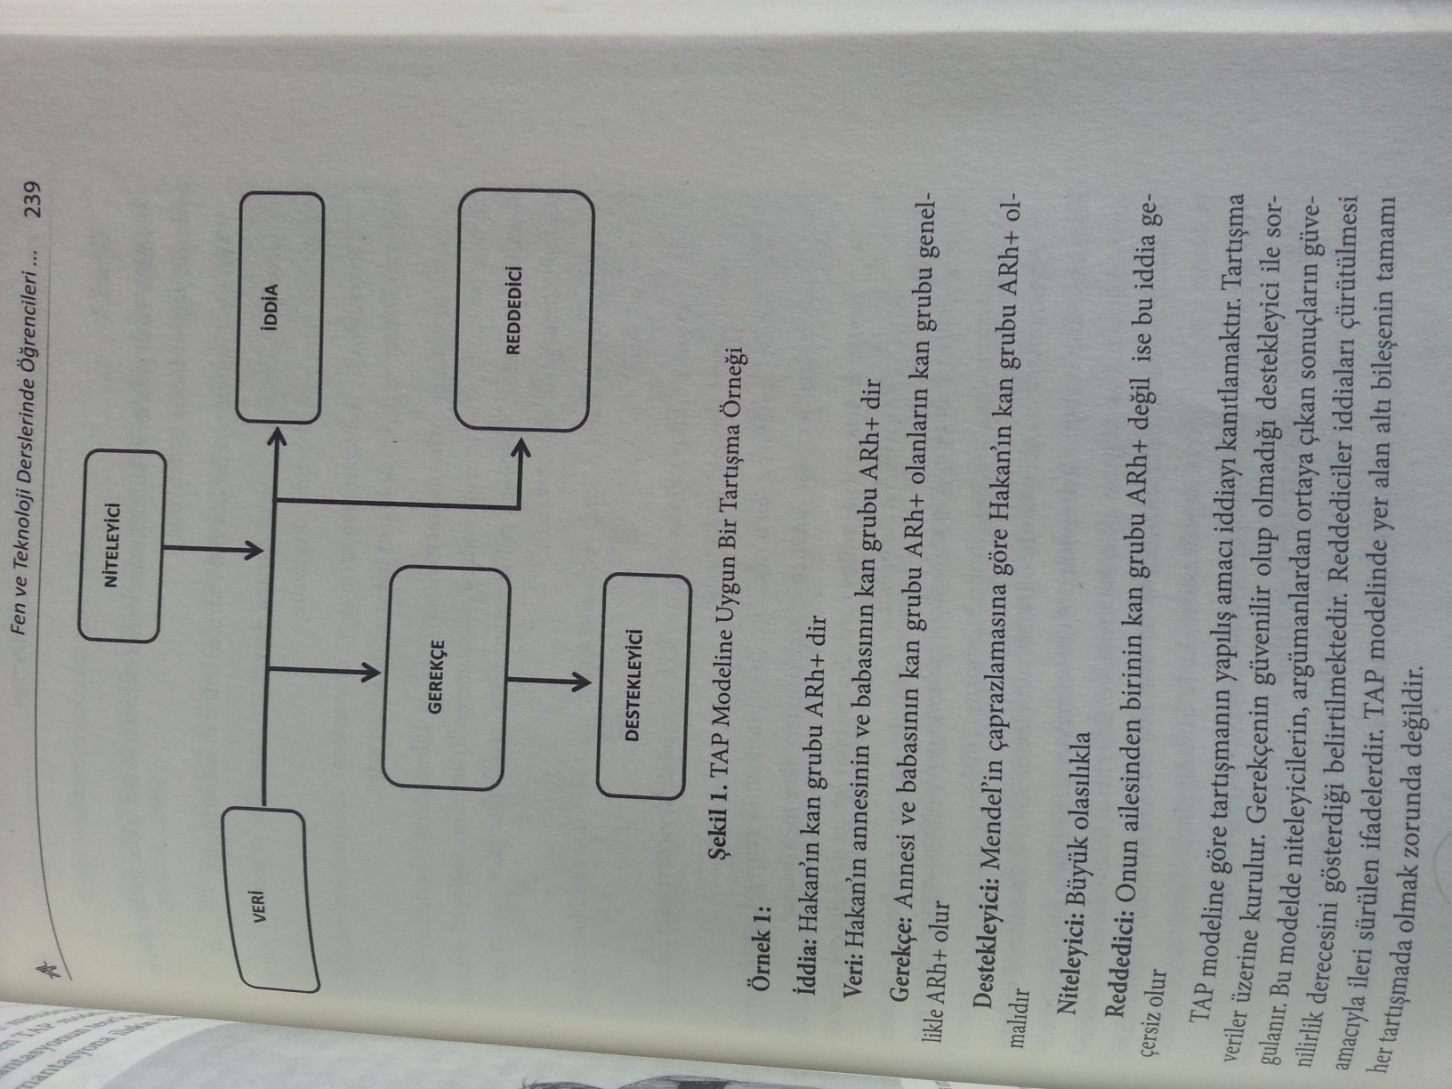 Fen ve Teknoloji Derslerinde Öğrencileri ... 239
NİTELEYİCİ
VERİ
İDDİA
GEREKÇE
REDDEDİCİ
DESTEKLEYİCİ
Şekil 1. TAP Modeline Uygun Bir Tartışma Örneği
Örnek 1:
İddia: Hakan'ın kan grubu ARh+ dir
Veri: Hakan'ın annesinin ve babasının kan grubu ARh+ dir
Gerekçe: Annesi ve babasının kan grubu ARh+ olanların kan grubu genel-
likle ARh+ olur
Destekleyici: Mendel'in çaprazlamasına göre Hakan'ın kan grubu ARh+ ol-
malıdır
Niteleyici: Büyük olasılıkla
Reddedici: Onun ailesinden birinin kan grubu ARh+ değil ise bu iddia ge-
çersiz olur
TAP modeline göre tartışmanın yapılış amacı iddiayı kanıtlamaktır. Tartışma
veriler üzerine kurulur. Gerekçenin güvenilir olup olmadığı destekleyici ile sor-
gulanır. Bu modelde niteleyicilerin, argümanlardan ortaya çıkan sonuçların güve-
nilirlik derecesini gösterdiği belirtilmektedir. Reddediciler iddiaları çürütülmesi
amacıyla ileri sürülen ifadelerdir. TAP modelinde yer alan altı bileşenin tamamı
her tartışmada olmak zorunda değildir.